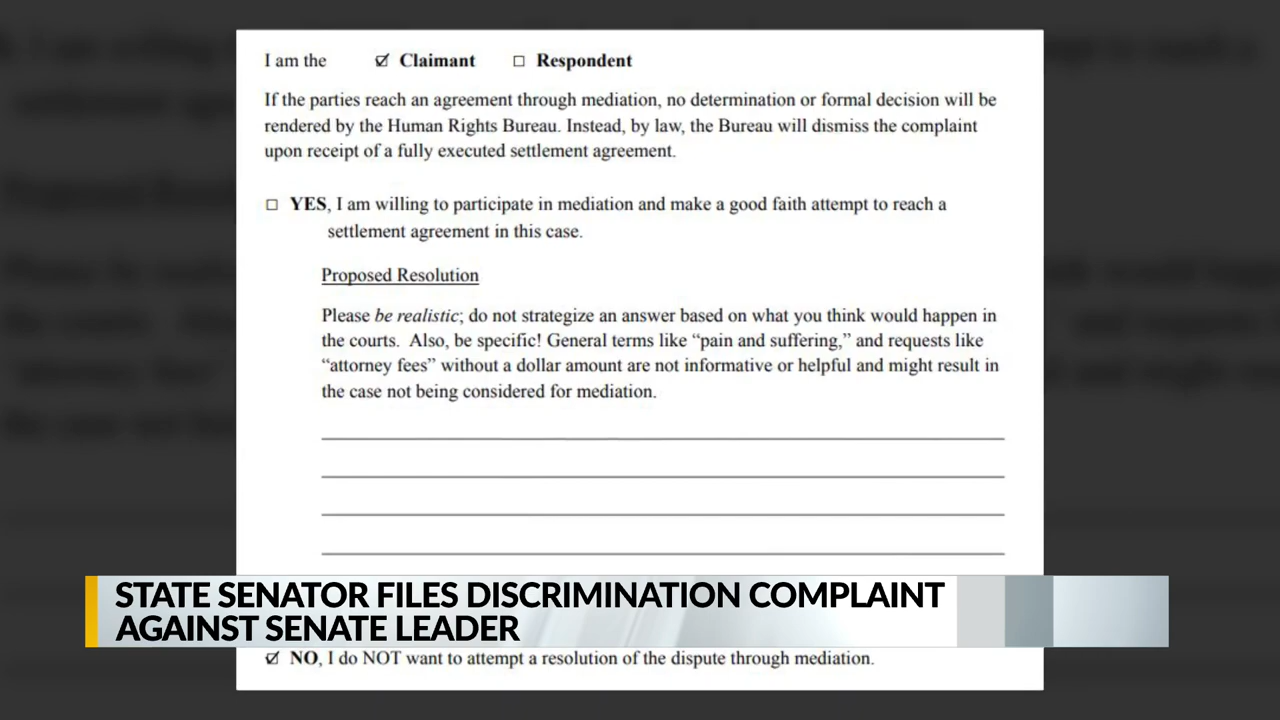 I am the ☑ Claimant ☐ Respondent
If the parties reach an agreement through mediation, no determination or formal decision will be
rendered by the Human Rights Bureau. Instead, by law, the Bureau will dismiss the complaint
upon receipt of a fully executed settlement agreement.
☐ YES, I am willing to participate in mediation and make a good faith attempt to reach a
settlement agreement in this case.
Proposed Resolution
Please be realistic; do not strategize an answer based on what you think would happen in
the courts. Also, be specific! General terms like “pain and suffering,” and requests like
“attorney fees” without a dollar amount are not informative or helpful and might result in
the case not being considered for mediation.
STATE SENATOR FILES DISCRIMINATION COMPLAINT
AGAINST SENATE LEADER
☑ NO, I do NOT want to attempt a resolution of the dispute through mediation.